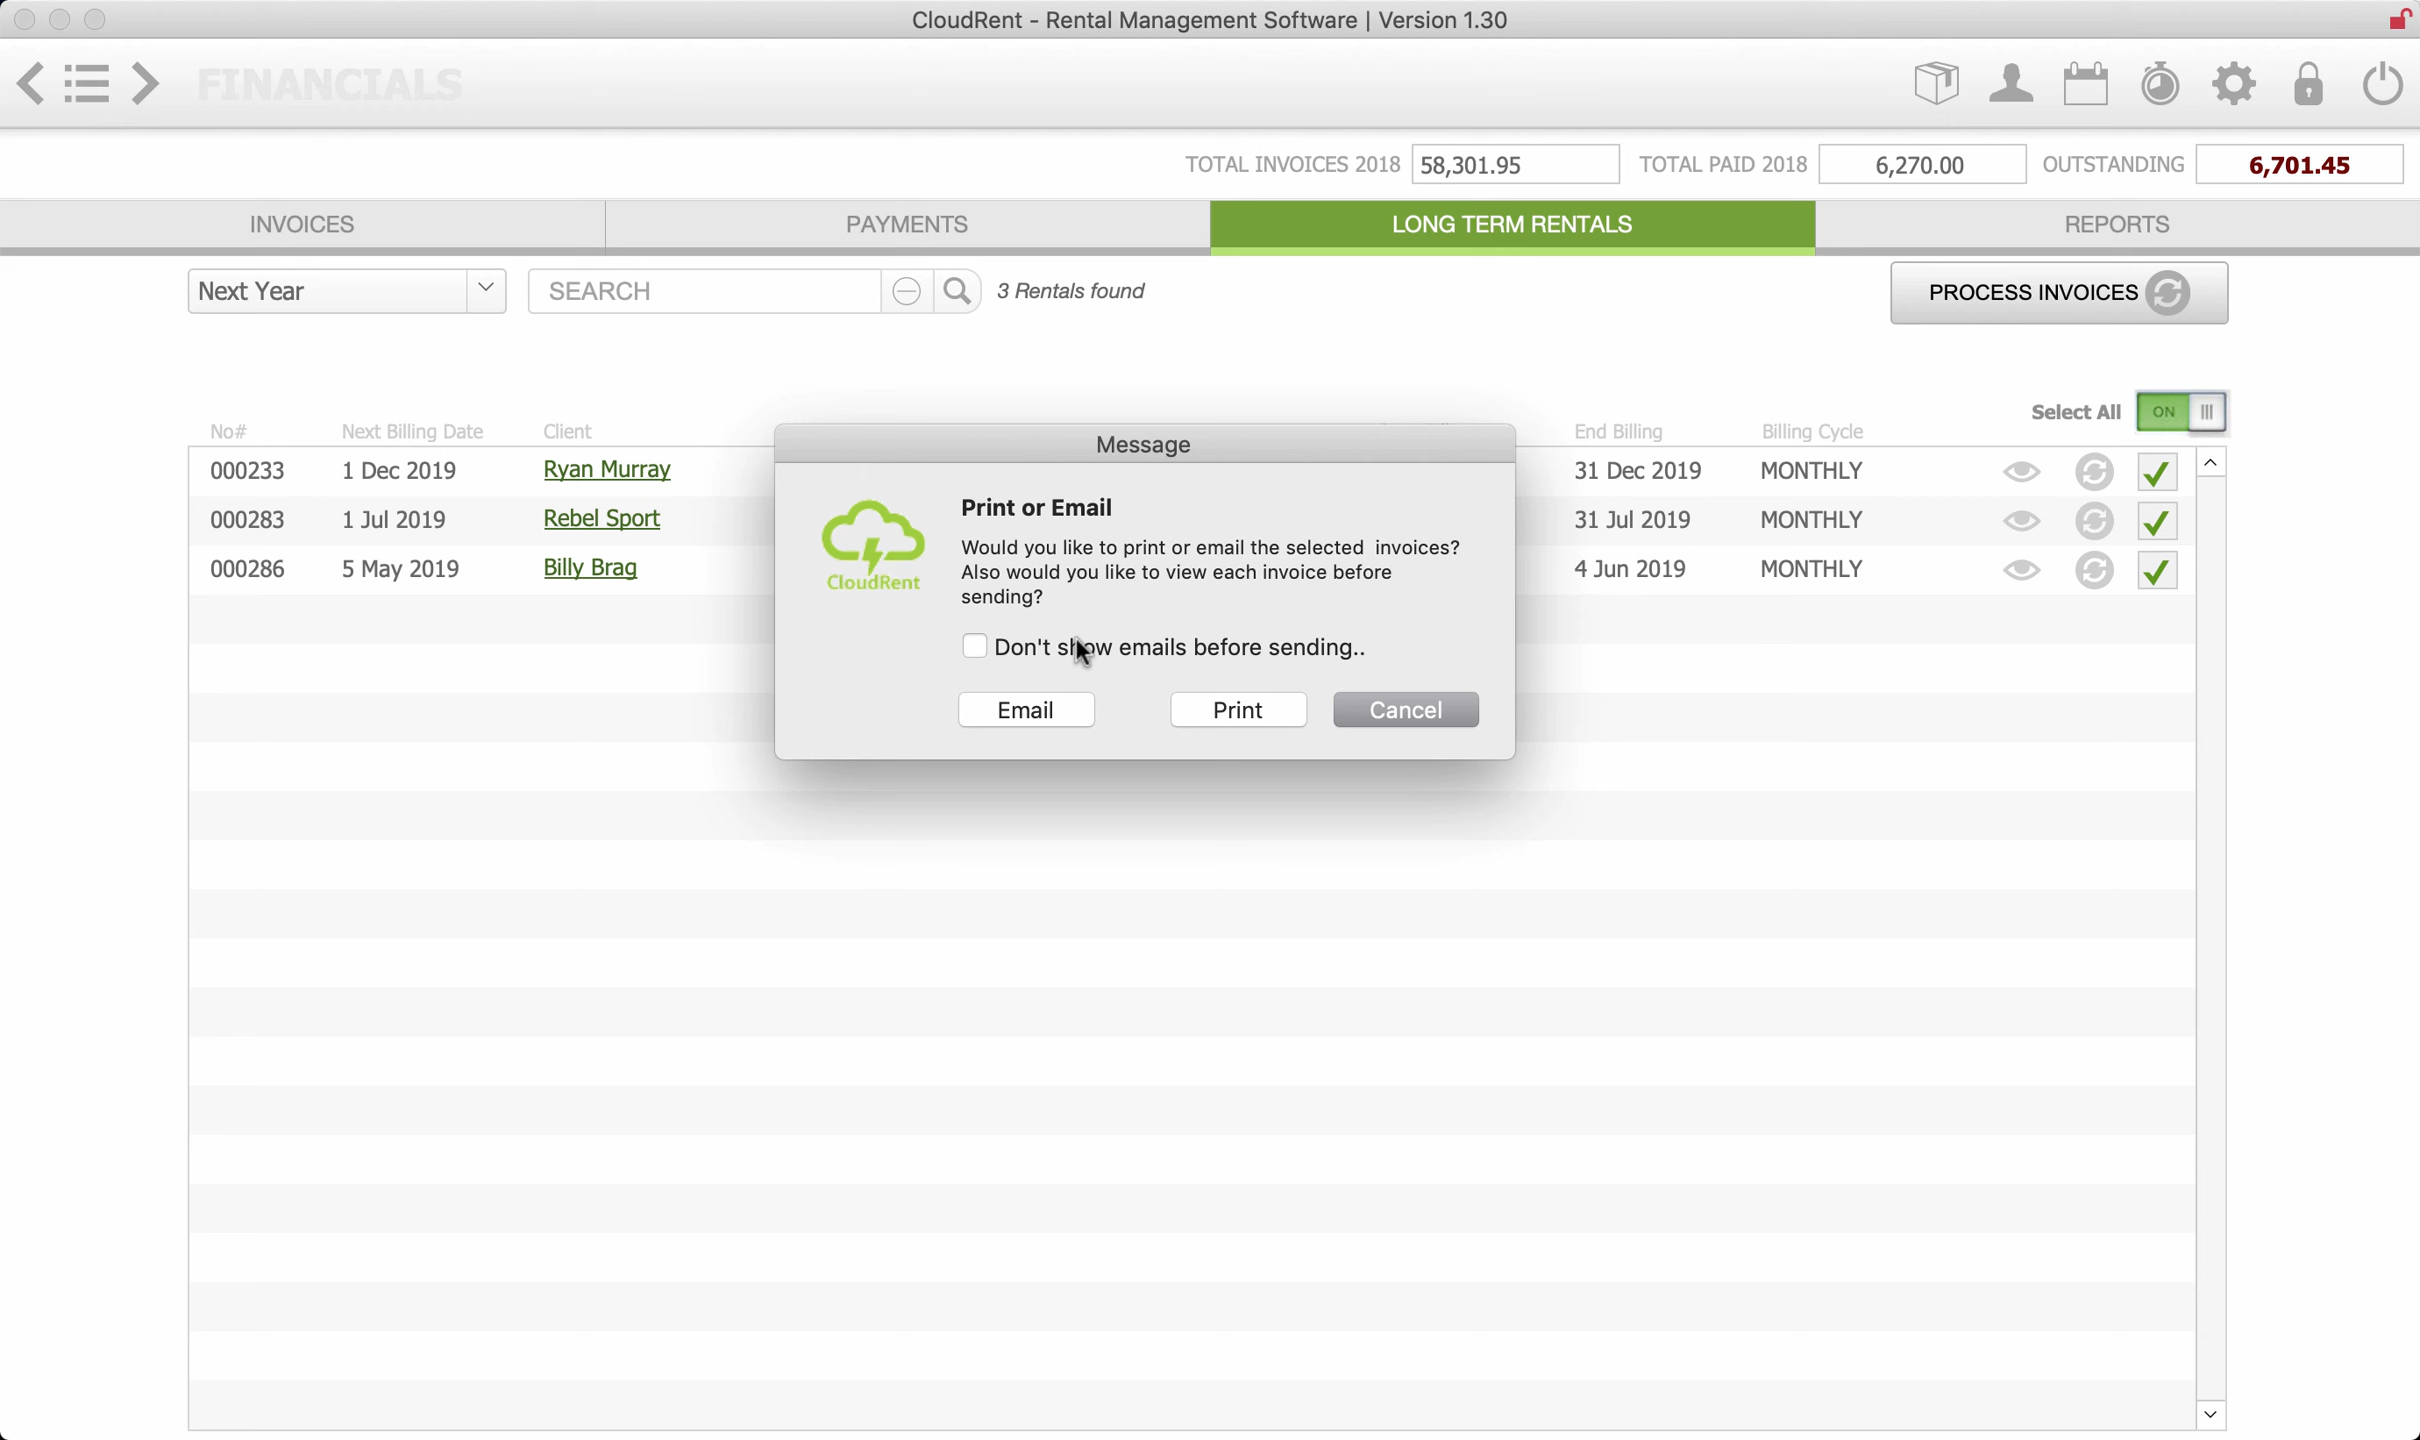 CloudRent - Rental Management Software | Version 1.30
FINANCIALS
TOTAL INVOICES 2018 58,301.95 TOTAL PAID 2018 6,270.00 OUTSTANDING 6,701.45
INVOICES PAYMENTS LONG TERM RENTALS REPORTS
Next Year SEARCH 3 Rentals found PROCESS INVOICES
Select All ON
No# Next Billing Date Client End Billing Billing Cycle
000233 1 Dec 2019 Ryan Murray 31 Dec 2019 MONTHLY
000283 1 Jul 2019 Rebel Sport 31 Jul 2019 MONTHLY
000286 5 May 2019 Billy Brag 4 Jun 2019 MONTHLY
Message
CloudRent
Print or Email
Would you like to print or email the selected invoices?
Also would you like to view each invoice before
sending?
Don't show emails before sending..
Email Print Cancel